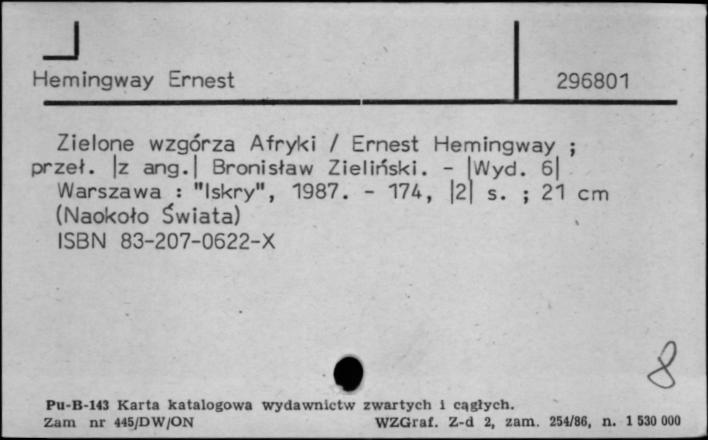 Hemingway Ernest
296801
Zielone wzgórza Afryki / Ernest Hemingway ;
przeł. |z ang.| Bronisław Zieliński. - |Wyd. 6|
Warszawa : "Iskry", 1987. - 174, |2| s. ; 21 cm
(Naokoło Świata)
ISBN 83-207-0622-X
8
Pu-B-143 Karta katalogowa wydawnictw zwartych i cągłych.
Zam nr 445/DW/ON WZGraf. Z-d 2, zam. 254/86, n. 1 530 000